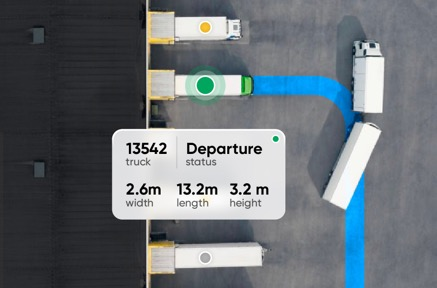 13542 Departure
truck status
2.6m 13.2m 3.2 m
width length height